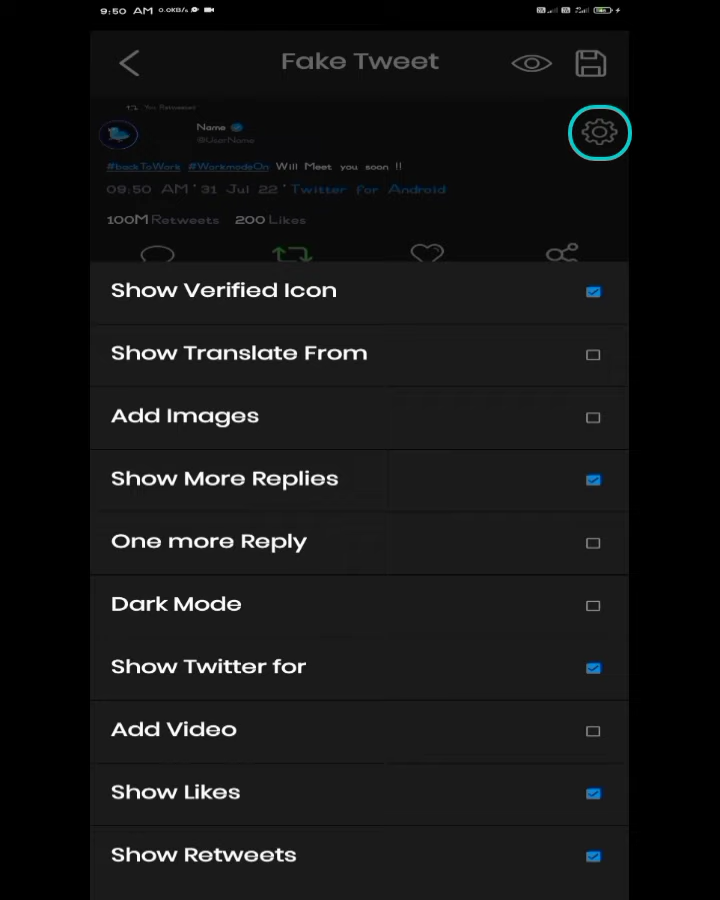 9:50 AM 0.0KB/s
Fake Tweet
You Retweeted
Name
@UserName
#backToWork #WorkmodeOn Will Meet you soon !!
09:50 AM ' 31 Jul 22 ' Twitter for Android
100M Retweets 200 Likes
Show Verified Icon
Show Translate From
Add Images
Show More Replies
One more Reply
Dark Mode
Show Twitter for
Add Video
Show Likes
Show Retweets